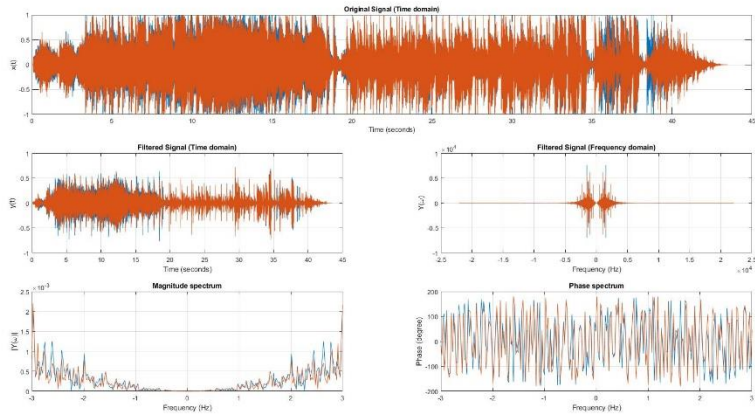 Original Signal (Time domain)
1
0.5
0
-0.5
-1
x(t)
0 5 10 15 20 25 30 35 40 45
Time (seconds)
Filtered Signal (Time domain)
1
0.5
0
-0.5
-1
y(t)
0 5 10 15 20 25 30 35 40 45
Time (seconds)
Filtered Signal (Frequency domain)
× 10⁴
1
0.5
0
-0.5
-1
-2.5 -2 -1.5 -1 -0.5 0 0.5 1 1.5 2 2.5
Frequency (Hz)
× 10⁴
Magnitude spectrum
× 10⁻³
2.5
2
1.5
1
0.5
0
-3 -2 -1 0 1 2 3
Frequency (Hz)
Phase spectrum
200
100
0
-100
-200
Phase (degree)
-3 -2 -1 0 1 2 3
Frequency (Hz)